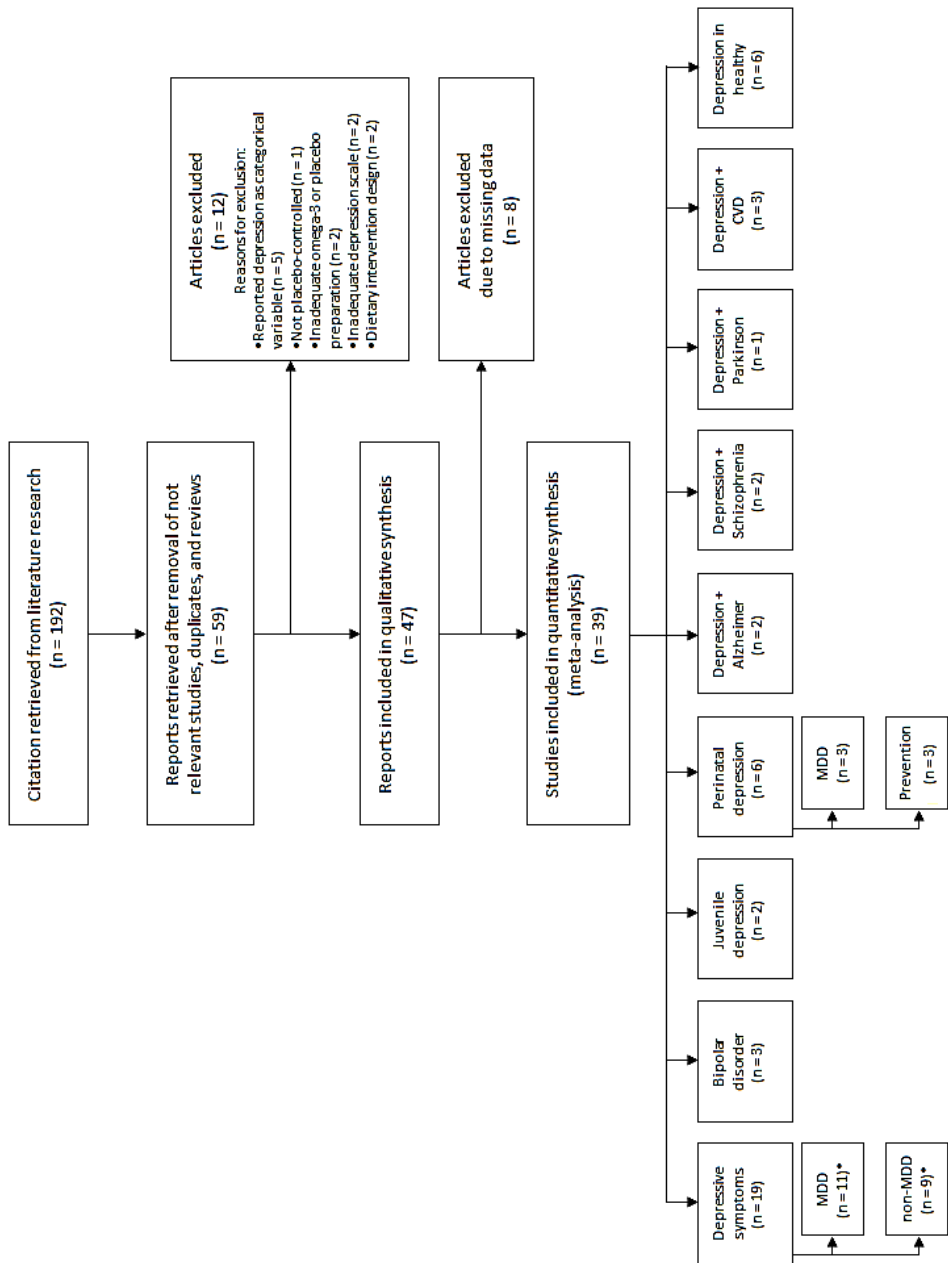 Citation retrieved from literature research
(n = 192)
Reports retrieved after removal of not
relevant studies, duplicates, and reviews
(n = 59)
Articles excluded
(n = 12)
Reasons for exclusion:
•Reported depression as categorical
variable (n = 5)
•Not placebo-controlled (n = 1)
•Inadequate omega-3 or placebo
preparation (n = 2)
•Inadequate depression scale (n = 2)
•Dietary intervention design (n = 2)
Reports included in qualitative synthesis
(n = 47)
Articles excluded
due to missing data
(n = 8)
Studies included in quantitative synthesis
(meta-analysis)
(n = 39)
Depressive
symptoms
(n = 19)
MDD
(n = 11)*
non-MDD
(n = 9)*
Bipolar
disorder
(n = 3)
Juvenile
depression
(n = 2)
Perinatal
depression
(n = 6)
MDD
(n = 3)
Prevention
(n = 3)
Depression +
Alzheimer
(n = 2)
Depression +
Schizophrenia
(n = 2)
Depression +
Parkinson
(n = 1)
Depression +
CVD
(n = 3)
Depression in
healthy
(n = 6)